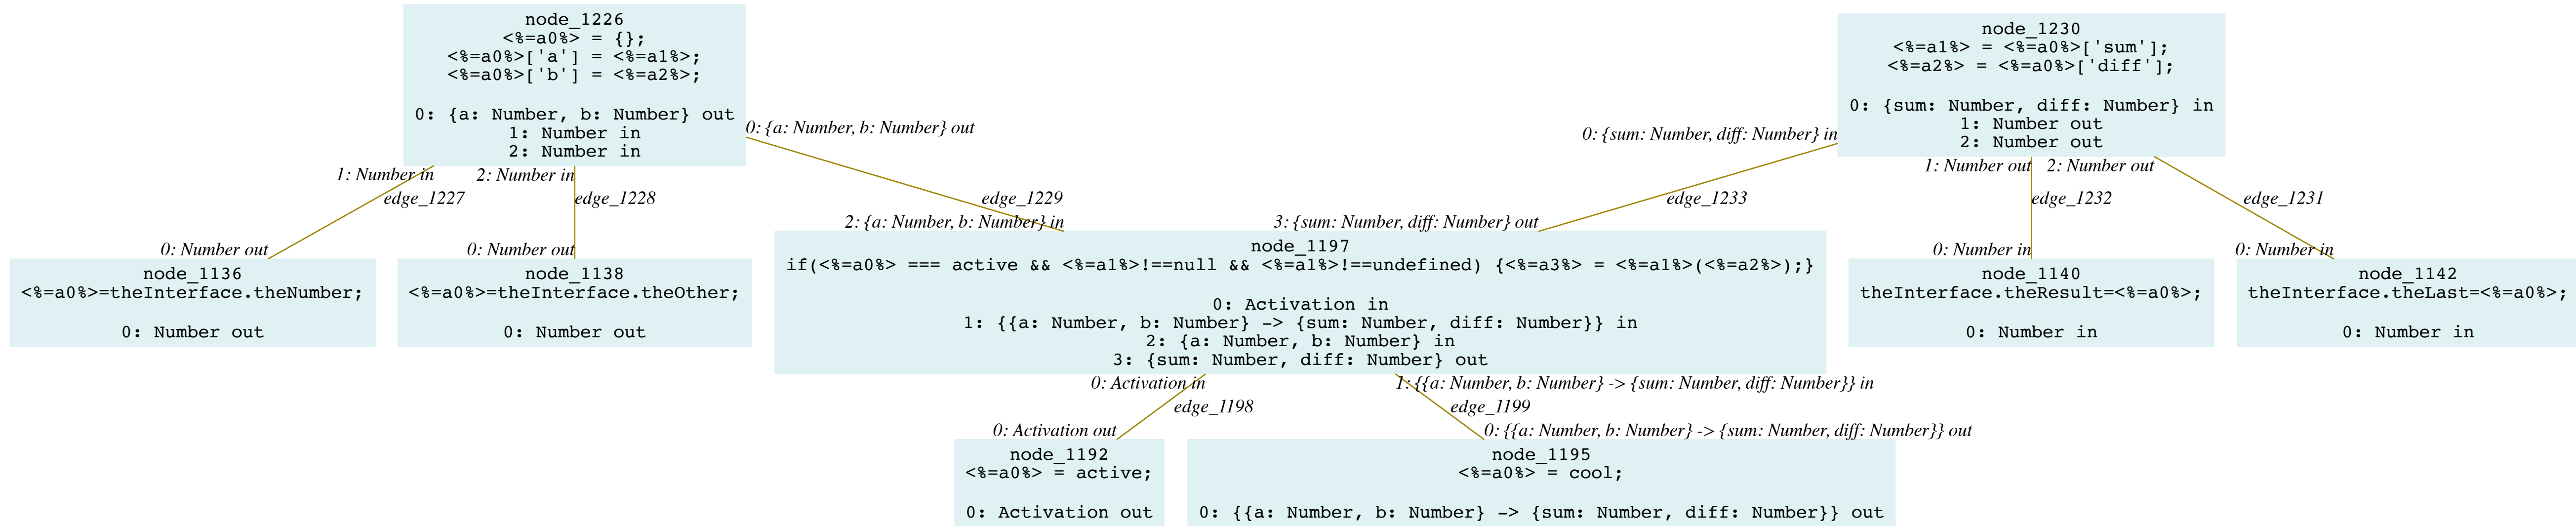 node_1226
<%=a0%> = {};
<%=a0%>['a'] = <%=a1%>;
<%=a0%>['b'] = <%=a2%>;
0: {a: Number, b: Number} out
1: Number in
2: Number in
node_1230
<%=a1%> = <%=a0%>['sum'];
<%=a2%> = <%=a0%>['diff'];
0: {sum: Number, diff: Number} in
1: Number out
2: Number out
0: {a: Number, b: Number} out
0: {sum: Number, diff: Number} in
1: Number in
2: Number in
1: Number out
2: Number out
edge_1227
edge_1228
edge_1229
edge_1233
edge_1232
edge_1231
0: Number out
0: Number out
2: {a: Number, b: Number} in
3: {sum: Number, diff: Number} out
0: Number in
0: Number in
node_1136
<%=a0%>=theInterface.theNumber;
0: Number out
node_1138
<%=a0%>=theInterface.theOther;
0: Number out
node_1197
if(<%=a0%> === active && <%=a1%>!==null && <%=a1%>!==undefined) {<%=a3%> = <%=a1%>(<%=a2%>);}
0: Activation in
1: {{a: Number, b: Number} -> {sum: Number, diff: Number}} in
2: {a: Number, b: Number} in
3: {sum: Number, diff: Number} out
node_1140
theInterface.theResult=<%=a0%>;
0: Number in
node_1142
theInterface.theLast=<%=a0%>;
0: Number in
0: Activation in
1: {{a: Number, b: Number} -> {sum: Number, diff: Number}} in
edge_1198
edge_1199
0: Activation out
0: {{a: Number, b: Number} -> {sum: Number, diff: Number}} out
node_1192
<%=a0%> = active;
0: Activation out
node_1195
<%=a0%> = cool;
0: {{a: Number, b: Number} -> {sum: Number, diff: Number}} out